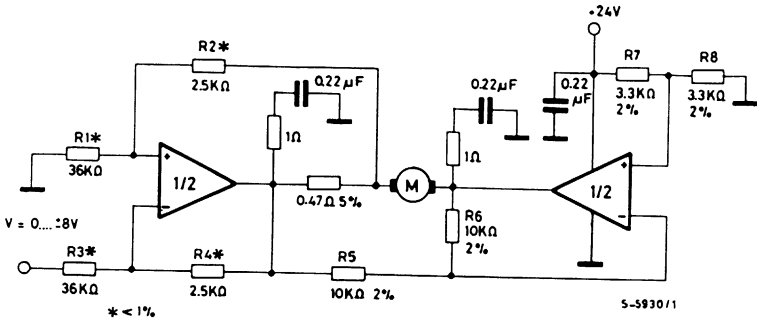 +24V
R2*
2.5KΩ
0.22µF
0.22µF
0.22
µF
R7
3.3KΩ
2%
R8
3.3KΩ
2%
R1*
36KΩ
+
1/2
−
1Ω
1Ω
M
0.47Ω 5%
+
1/2
−
V = 0....±8V
R6
10KΩ
2%
R3*
36KΩ
R4*
2.5KΩ
R5
10KΩ 2%
* < 1%
S-5930/1